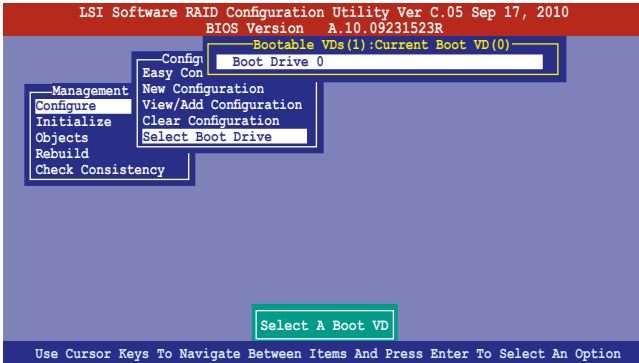 LSI Software RAID Configuration Utility Ver C.05 Sep 17, 2010
BIOS Version A.10.09231523R
Bootable VDs(1):Current Boot VD(0)
Boot Drive 0
Configu
Easy Con
New Configuration
View/Add Configuration
Clear Configuration
Select Boot Drive
Management
Configure
Initialize
Objects
Rebuild
Check Consistency
Select A Boot VD
Use Cursor Keys To Navigate Between Items And Press Enter To Select An Option